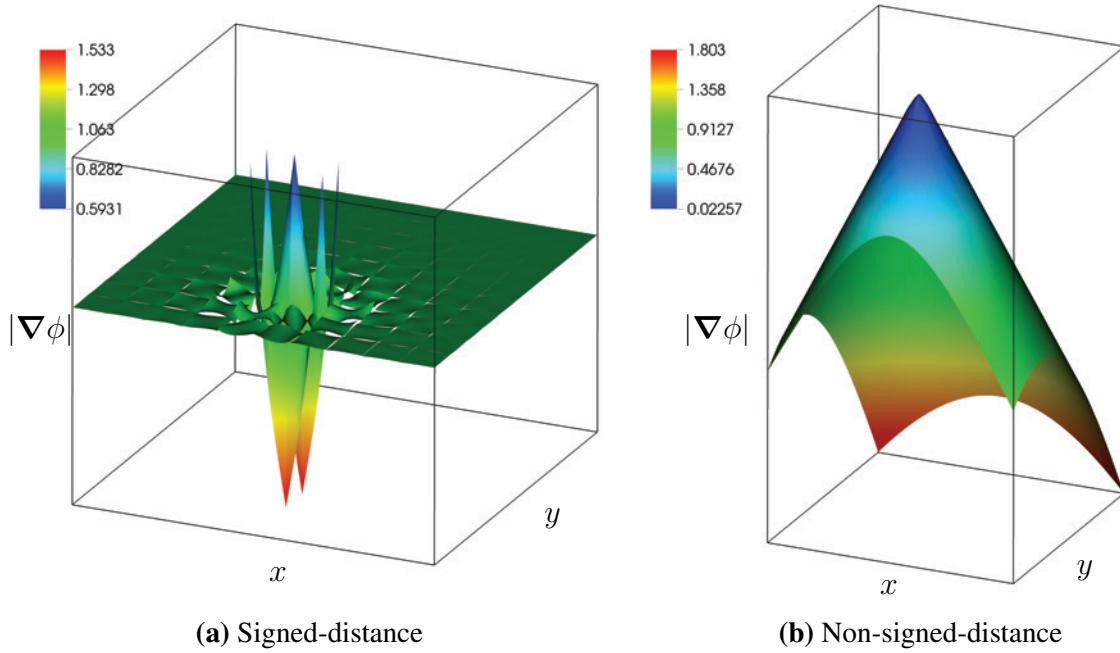 1.533
1.298
1.063
0.8282
0.5931
|∇ϕ|
x
y
(a) Signed-distance
1.803
1.358
0.9127
0.4676
0.02257
|∇ϕ|
x
y
(b) Non-signed-distance